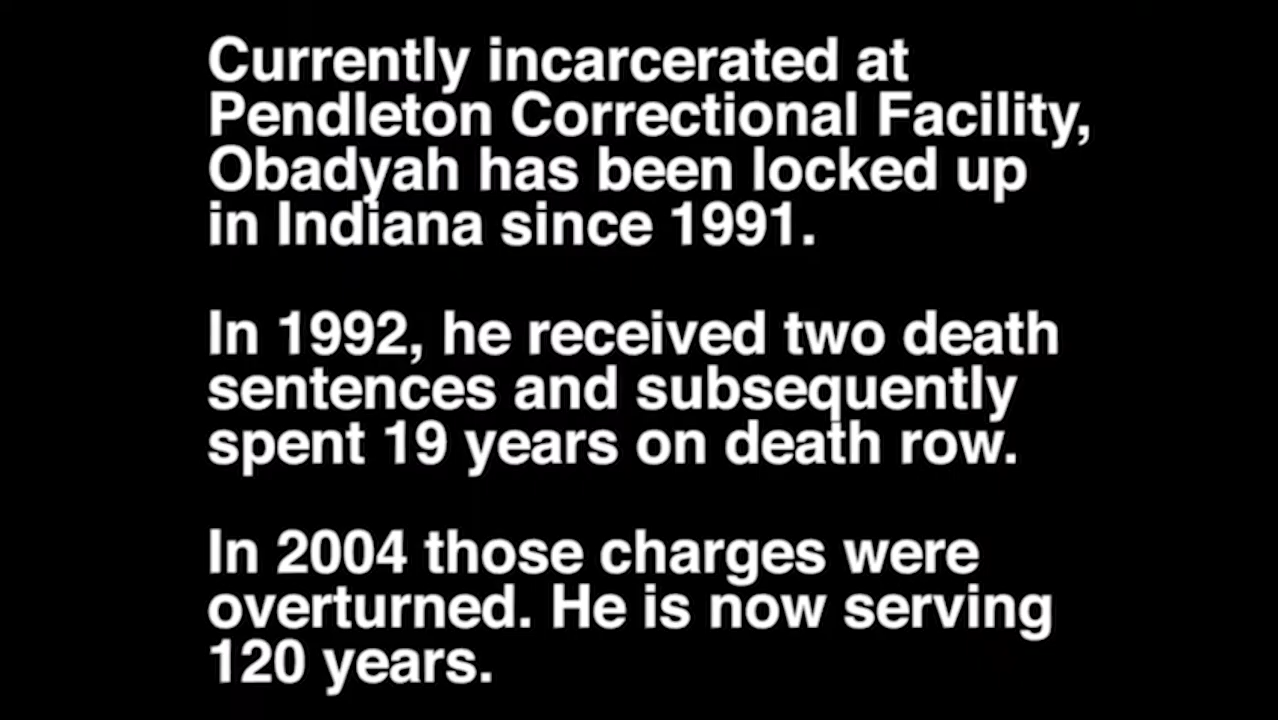 Currently incarcerated at
Pendleton Correctional Facility,
Obadyah has been locked up
in Indiana since 1991.
In 1992, he received two death
sentences and subsequently
spent 19 years on death row.
In 2004 those charges were
overturned. He is now serving
120 years.